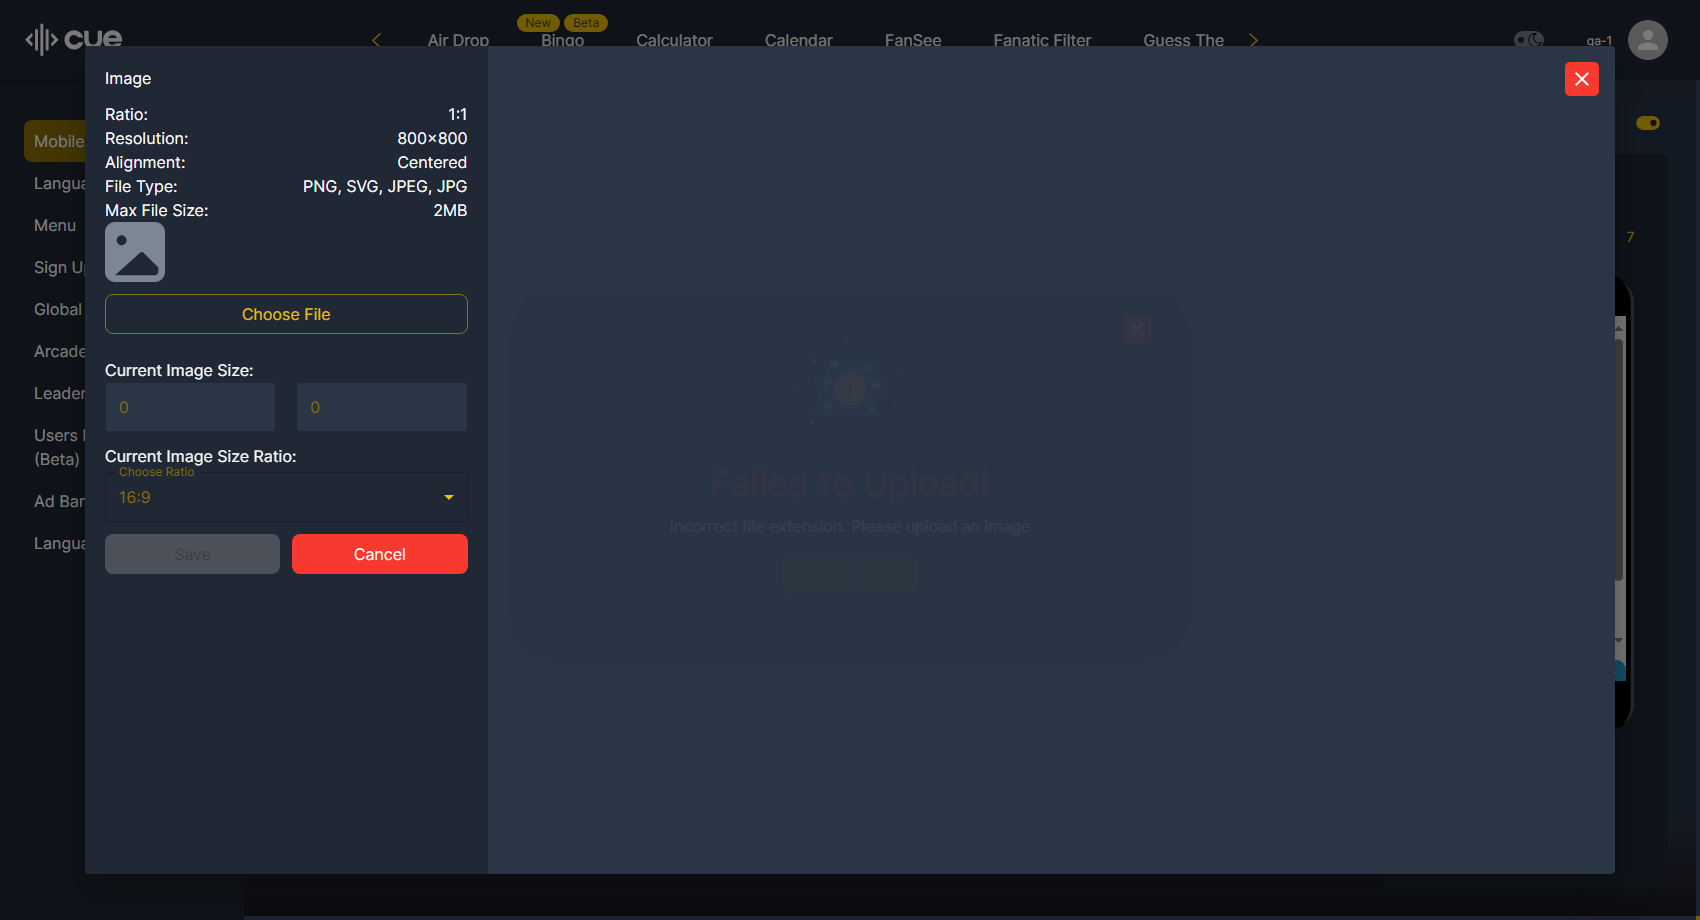 cue
New
Beta
Air Drop
Bingo
Calculator
Calendar
FanSee
Fanatic Filter
Guess The
qa-1
Mobile
Langua
Menu
Sign Up
Global
Arcade
Leader
Users
(Beta)
Ad Ban
Langua
Image
Ratio: 1:1
Resolution: 800×800
Alignment: Centered
File Type: PNG, SVG, JPEG, JPG
Max File Size: 2MB
Choose File
Current Image Size:
0 0
Current Image Size Ratio:
Choose Ratio
16:9
Save Cancel
Failed to Upload!
Incorrect file extension. Please upload an image
7